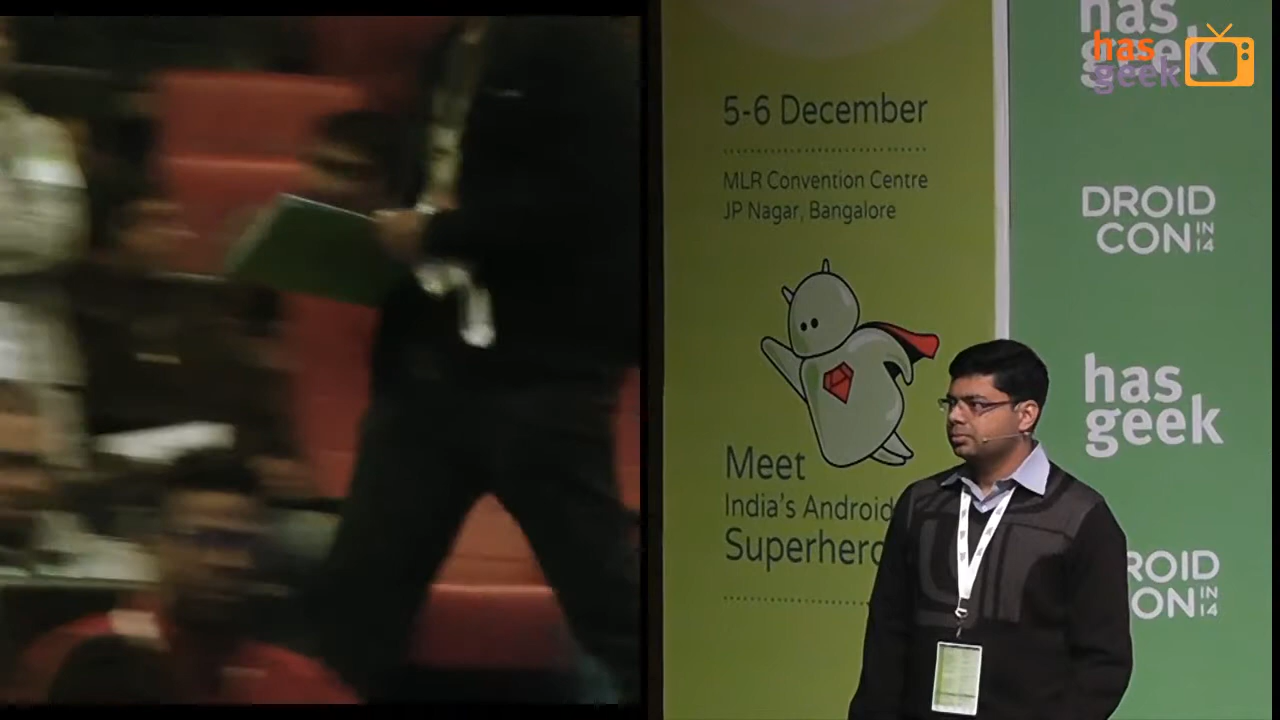 5-6 December
MLR Convention Centre
JP Nagar, Bangalore
Meet
India's Android
Superhero
has
geek
has
geek
DROID
CON IN
14
has
geek
ROID
ON IN
14